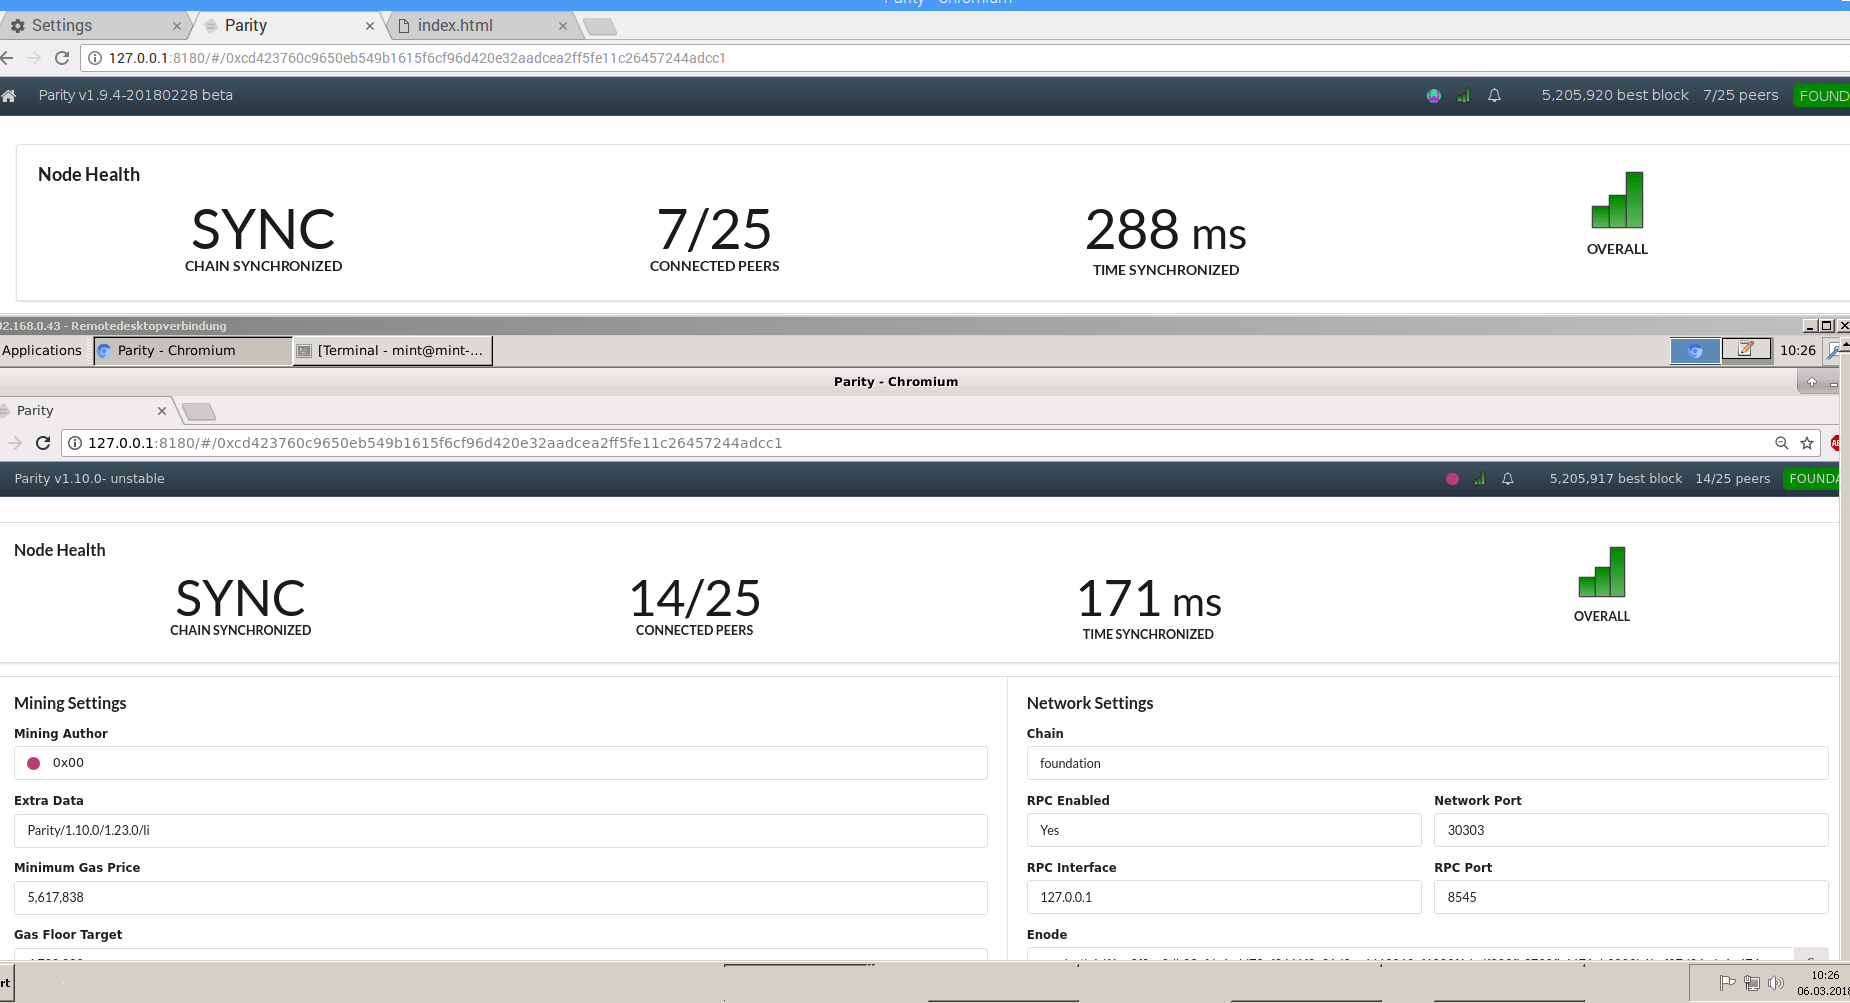 Parity - Chromium
Settings
Parity
index.html
127.0.0.1:8180/#/0xcd423760c9650eb549b1615f6cf96d420e32aadcea2ff5fe11c26457244adcc1
Parity v1.9.4-20180228 beta
5,205,920 best block
7/25 peers
FOUND
Node Health
SYNC
CHAIN SYNCHRONIZED
7/25
CONNECTED PEERS
288 ms
TIME SYNCHRONIZED
OVERALL
2.168.0.43 - Remotedesktopverbindung
Applications
Parity - Chromium
[Terminal - mint@mint-...
10:26
Parity - Chromium
Parity
127.0.0.1:8180/#/0xcd423760c9650eb549b1615f6cf96d420e32aadcea2ff5fe11c26457244adcc1
Parity v1.10.0- unstable
5,205,917 best block
14/25 peers
FOUNDA
Node Health
SYNC
CHAIN SYNCHRONIZED
14/25
CONNECTED PEERS
171 ms
TIME SYNCHRONIZED
OVERALL
Mining Settings
Mining Author
0x00
Extra Data
Parity/1.10.0/1.23.0/li
Minimum Gas Price
5,617,838
Gas Floor Target
Network Settings
Chain
foundation
RPC Enabled
Yes
Network Port
30303
RPC Interface
127.0.0.1
RPC Port
8545
Enode
rt
10:26
06.03.2018